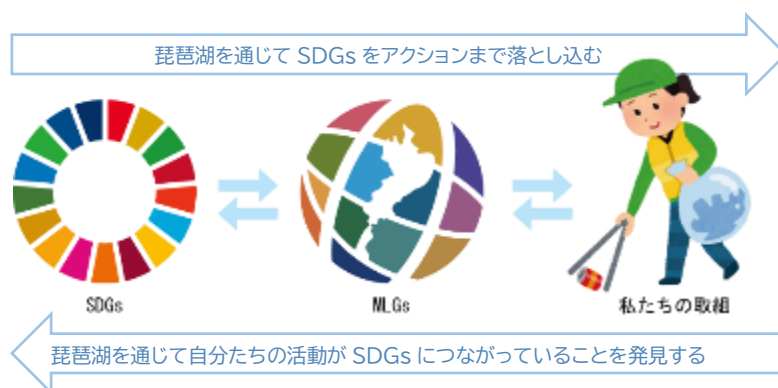 琵琶湖を通じて SDGs をアクションまで落とし込む
SDGs
MLGs
私たちの取組
琵琶湖を通じて自分たちの活動が SDGs につながっていることを発見する